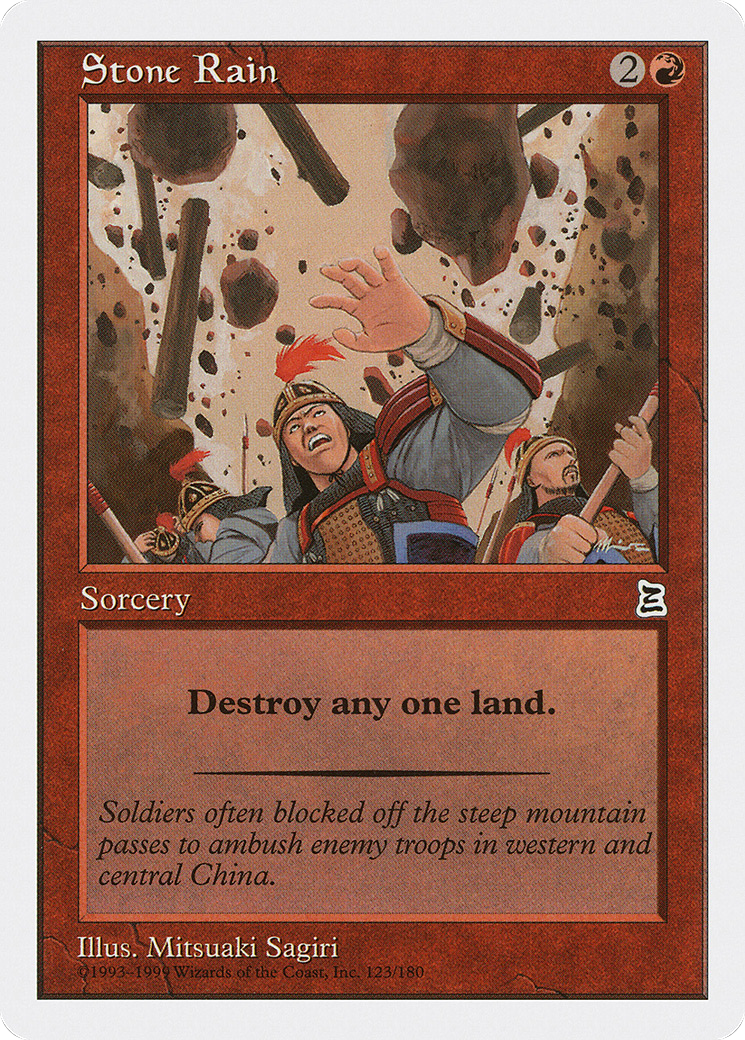 Stone Rain
2
Sorcery
Destroy any one land.
Soldiers often blocked off the steep mountain
passes to ambush enemy troops in western and
central China.
Illus. Mitsuaki Sagiri
©1993–1999 Wizards of the Coast, Inc. 123/180